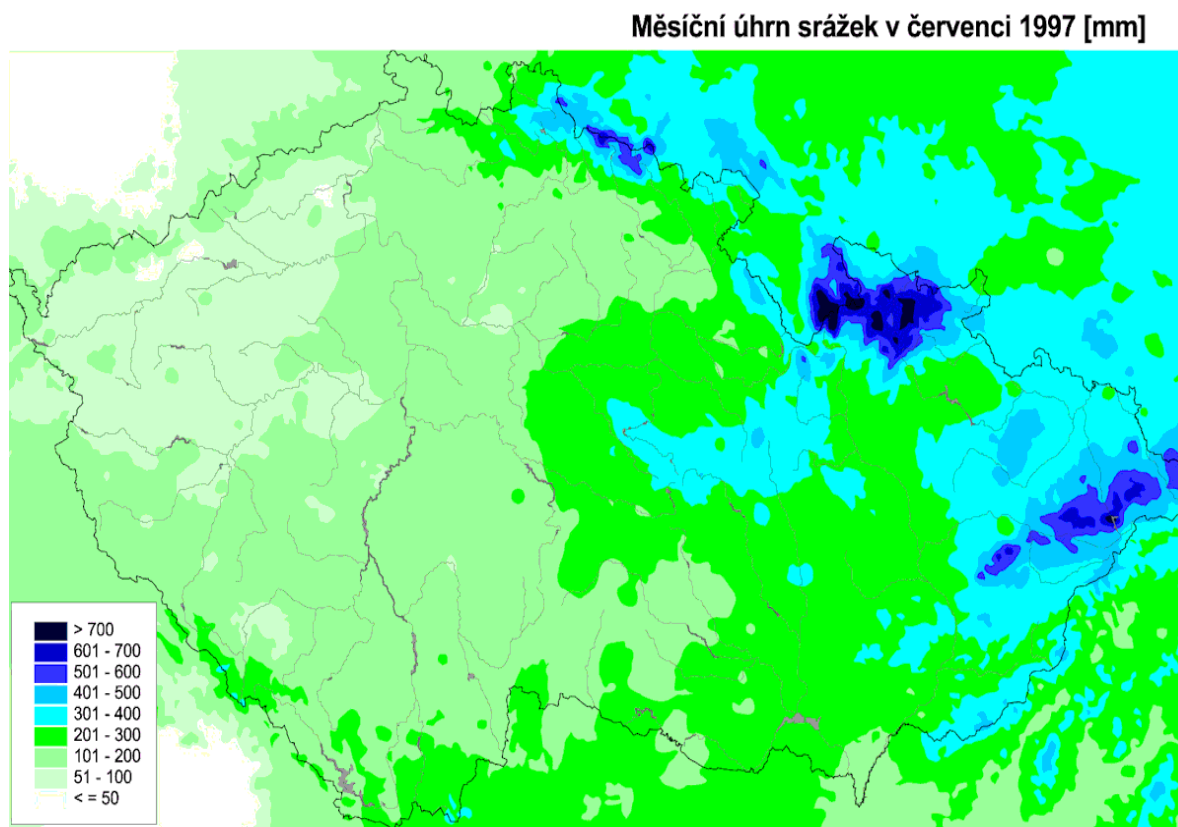 Měsíční úhrn srážek v červenci 1997 [mm]
> 700
601 - 700
501 - 600
401 - 500
301 - 400
201 - 300
101 - 200
51 - 100
< = 50